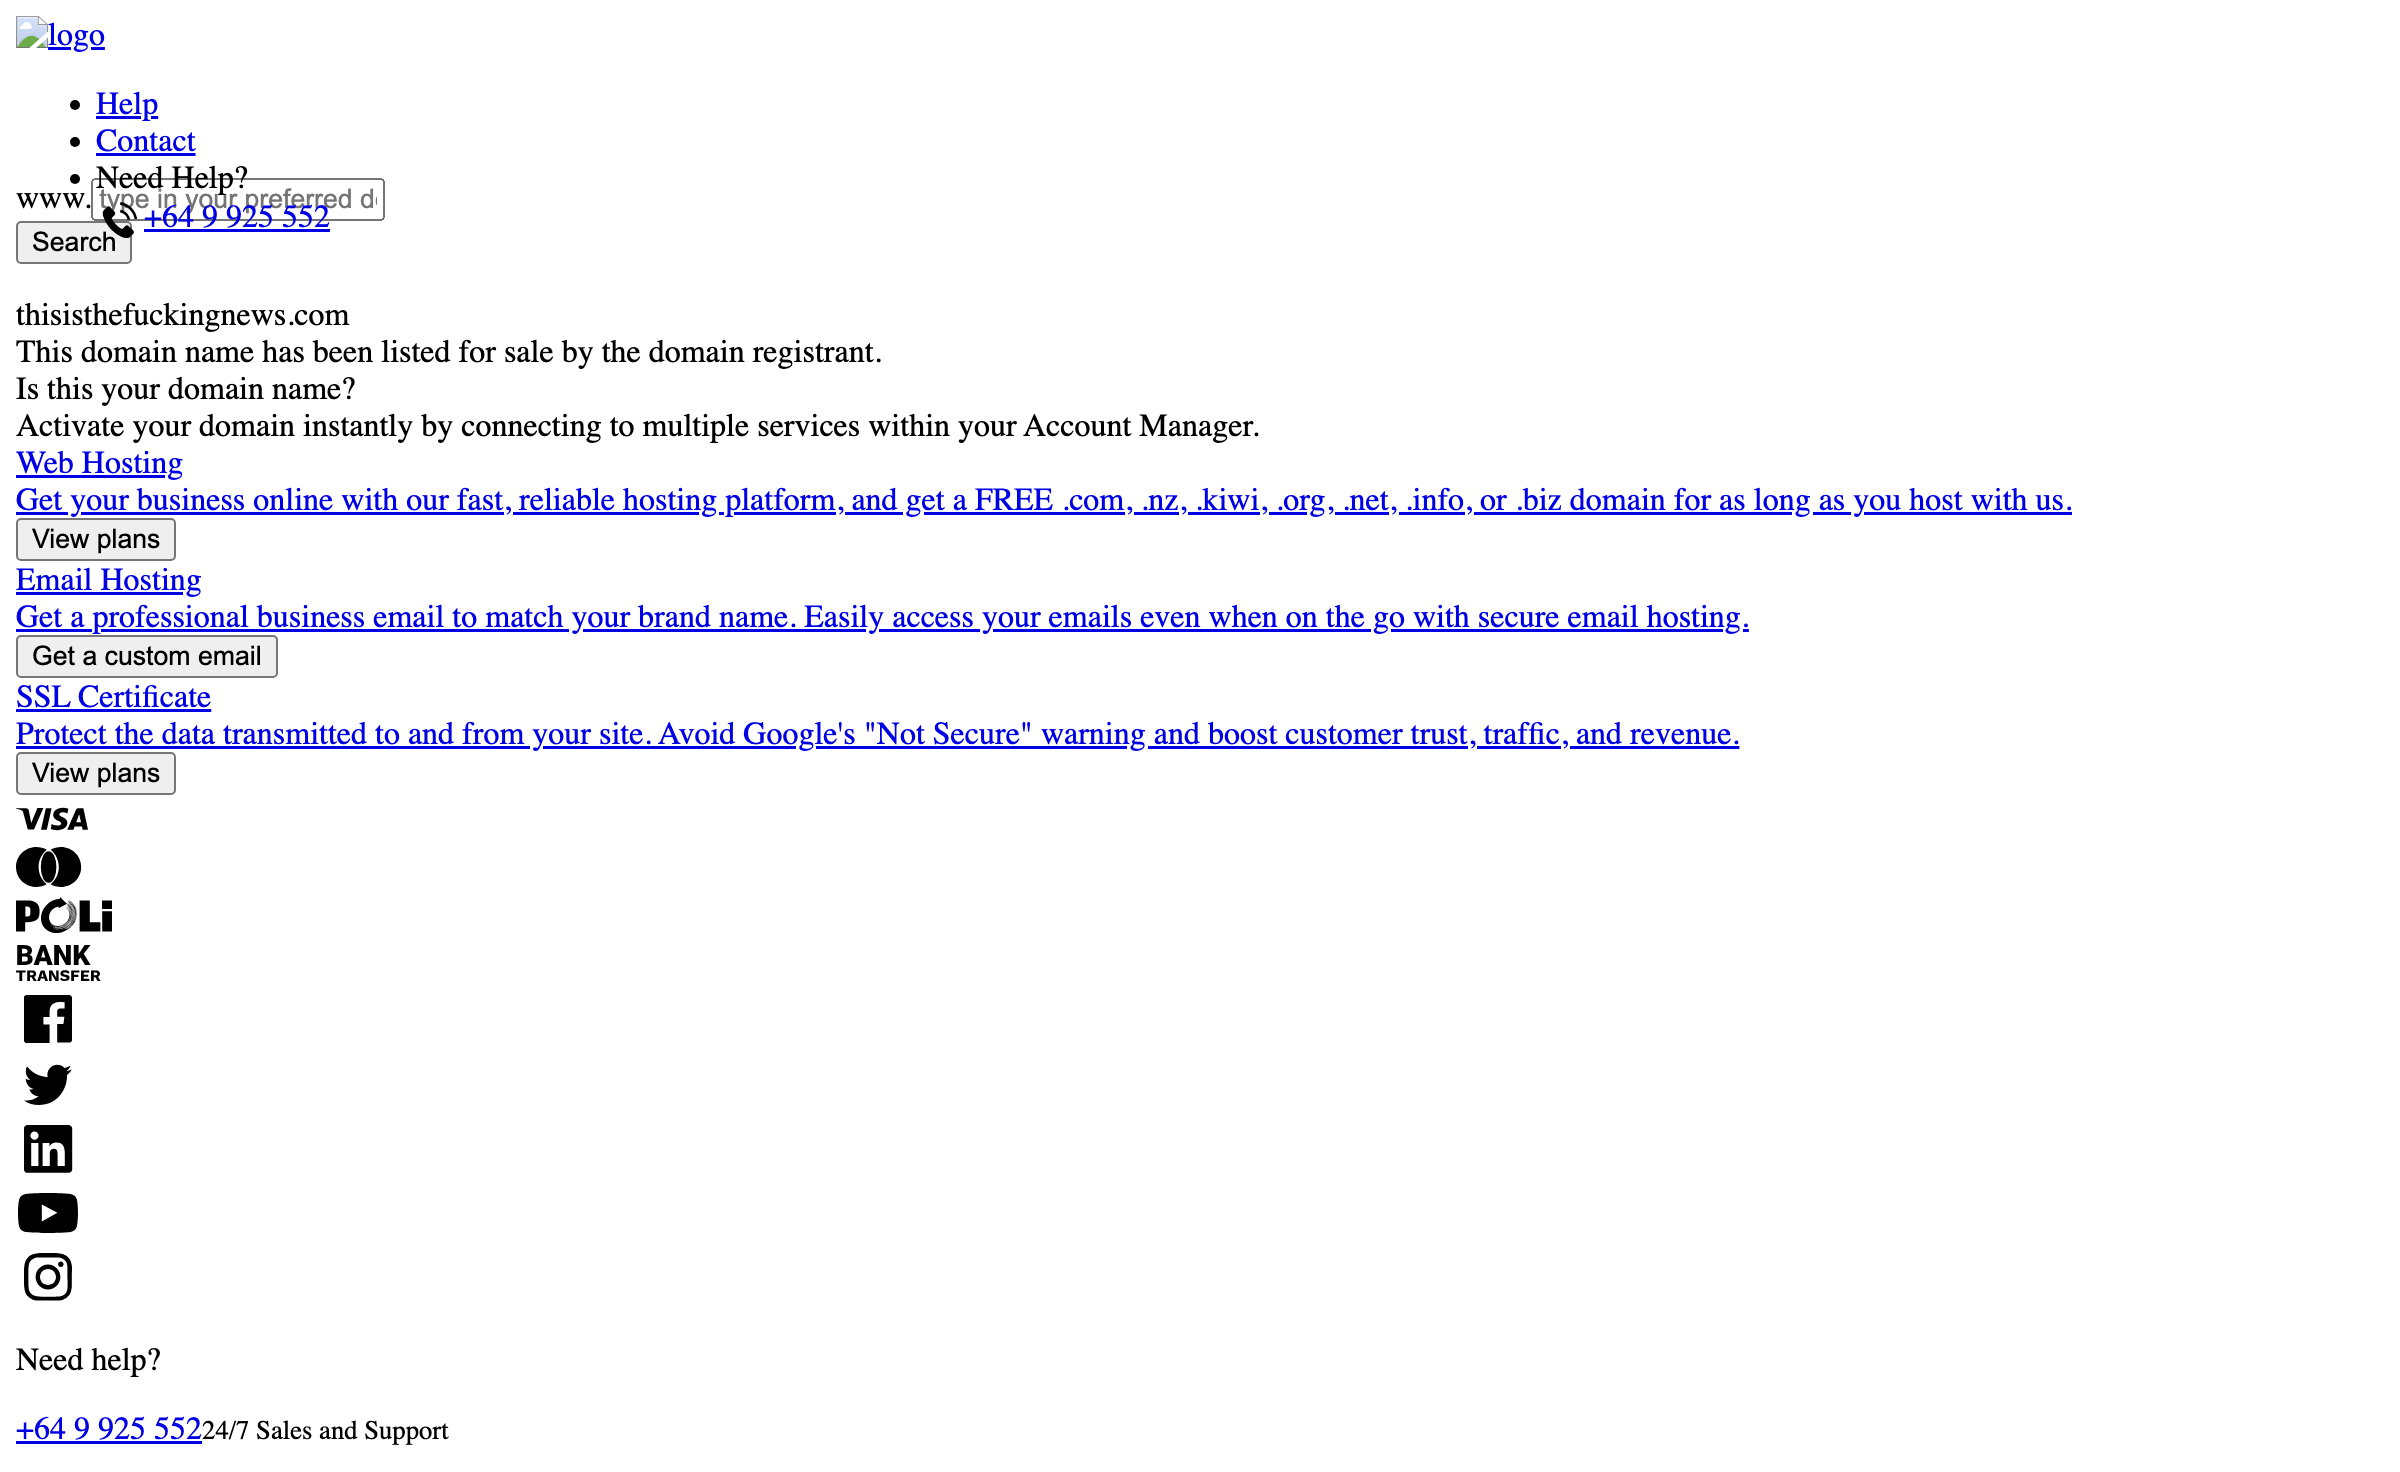 logo
Help
Contact
Need Help?
+64 9 925 552
www. type in your preferred d
Search
thisisthefuckingnews.com
This domain name has been listed for sale by the domain registrant.
Is this your domain name?
Activate your domain instantly by connecting to multiple services within your Account Manager.
Web Hosting
Get your business online with our fast, reliable hosting platform, and get a FREE .com, .nz, .kiwi, .org, .net, .info, or .biz domain for as long as you host with us.
View plans
Email Hosting
Get a professional business email to match your brand name. Easily access your emails even when on the go with secure email hosting.
Get a custom email
SSL Certificate
Protect the data transmitted to and from your site. Avoid Google's "Not Secure" warning and boost customer trust, traffic, and revenue.
View plans
VISA
POLi
BANK
TRANSFER
Need help?
+64 9 925 55224/7 Sales and Support